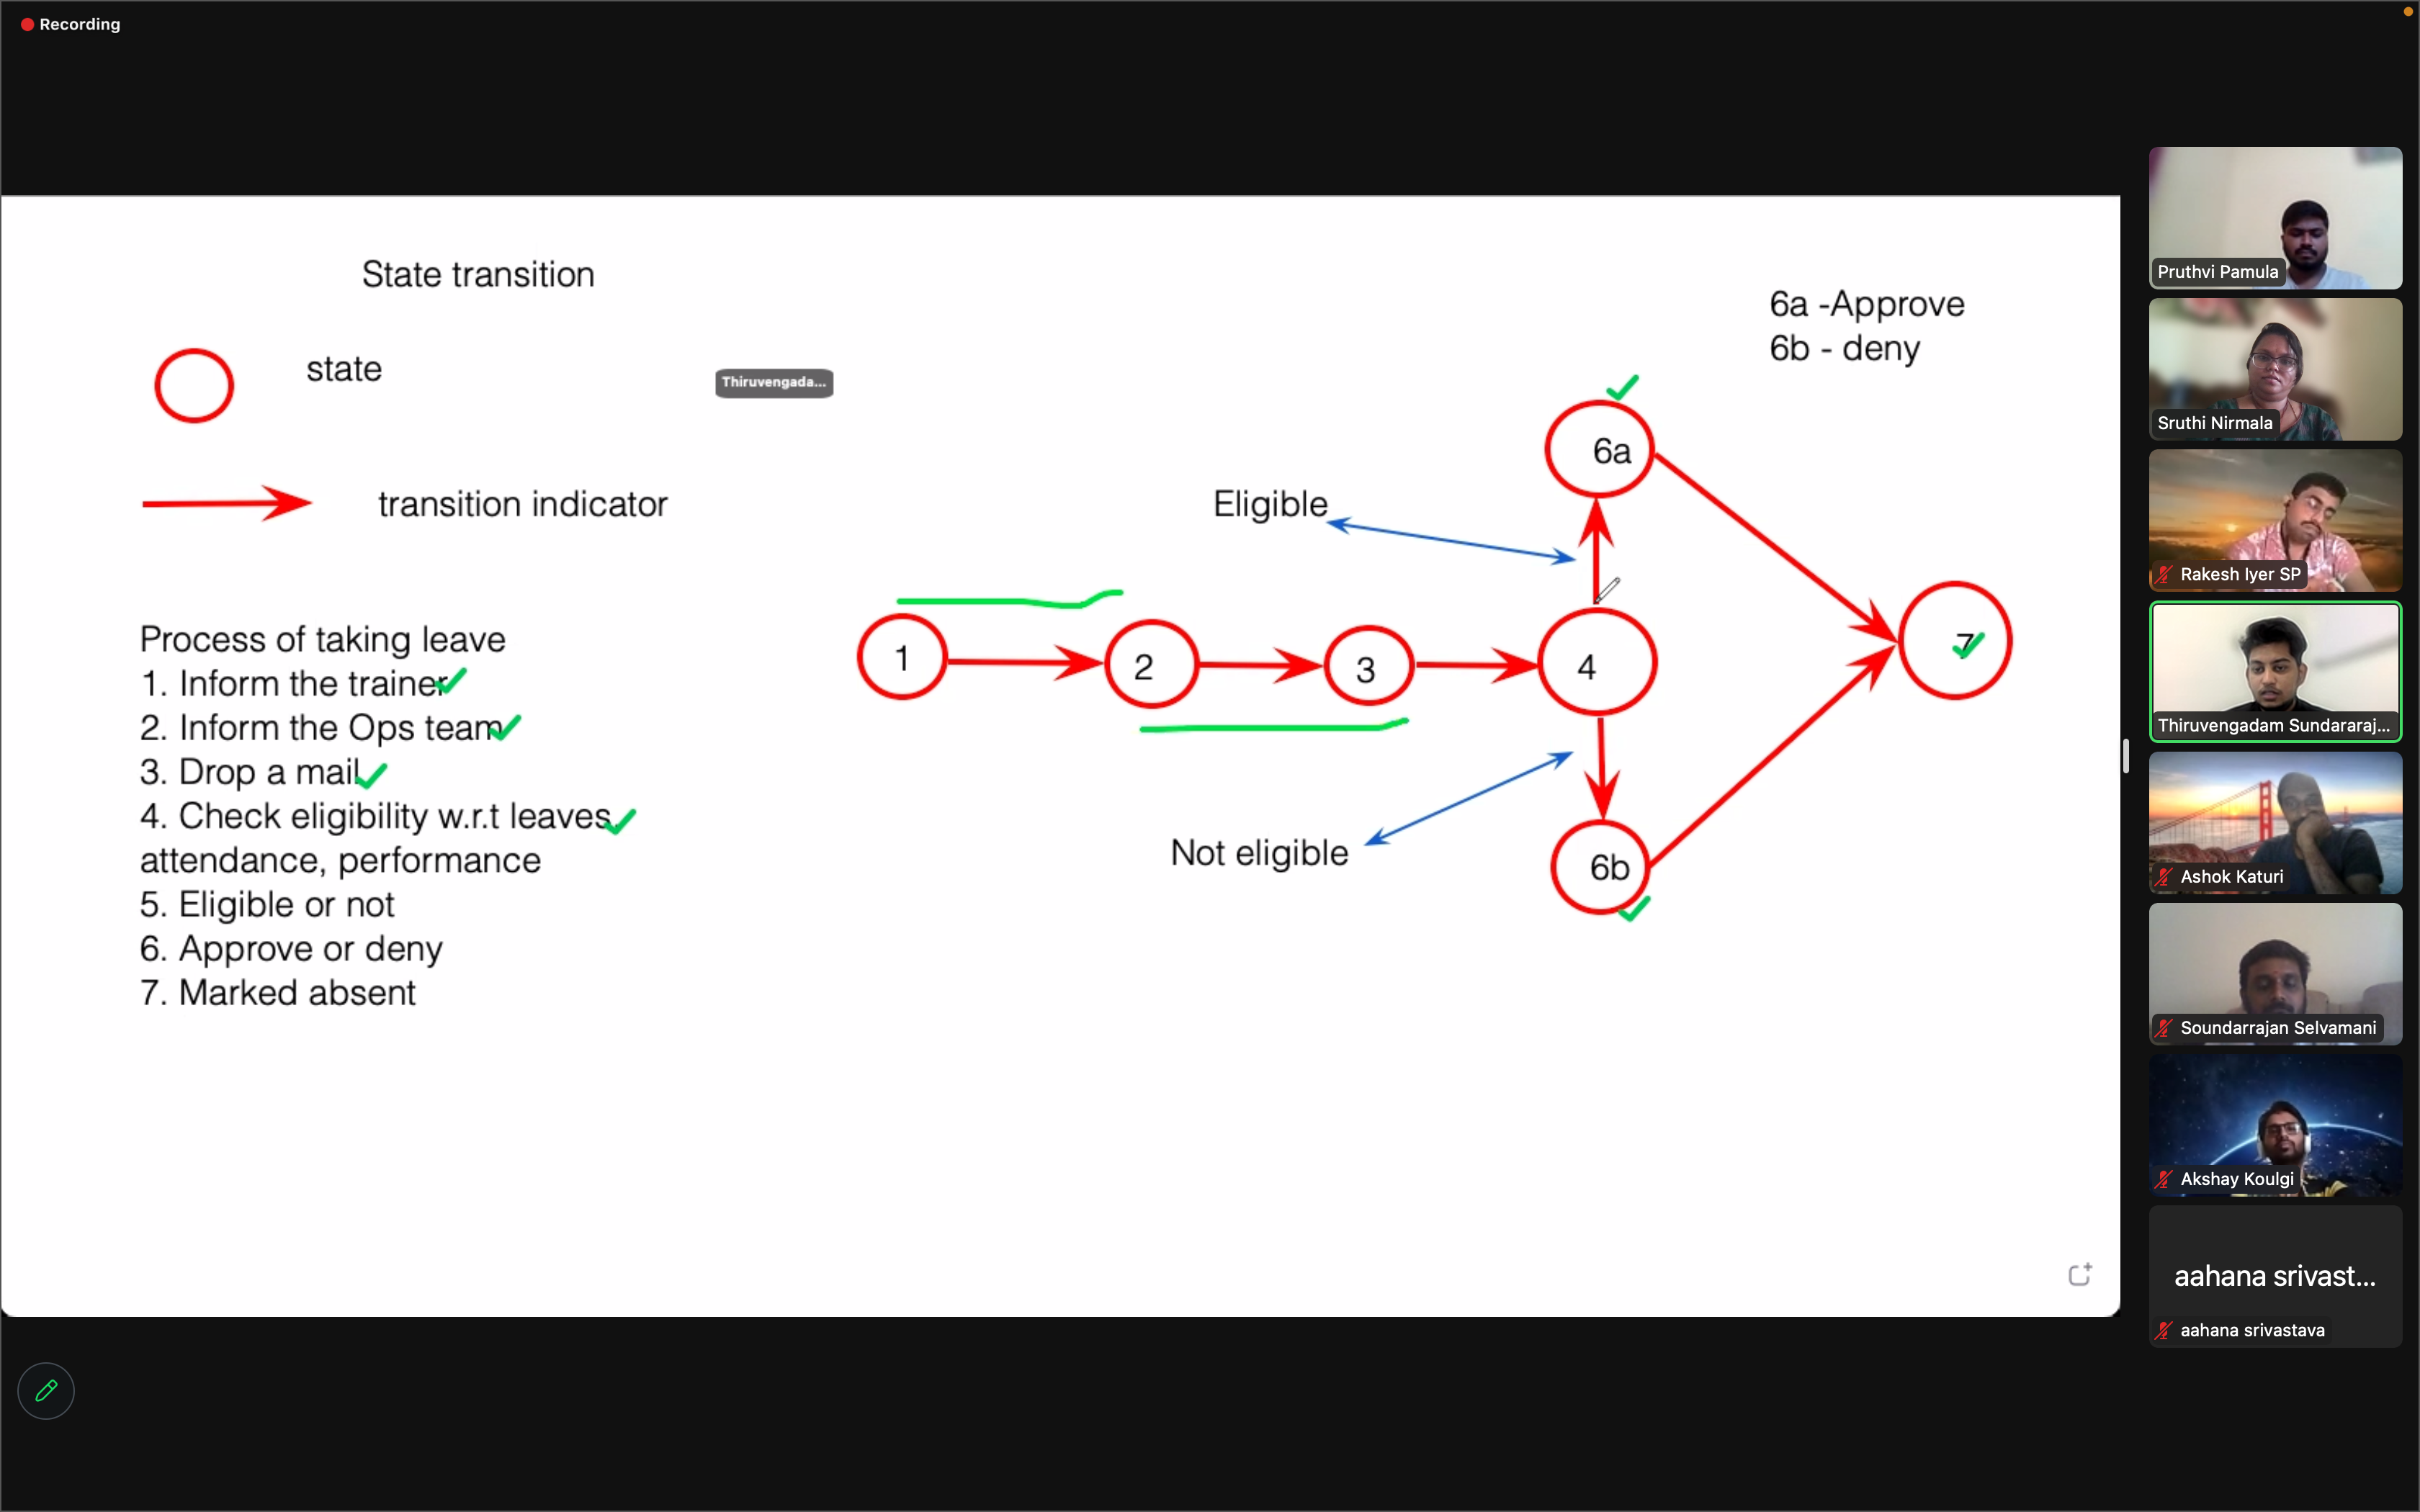 Recording
State transition
state
Thiruvengada...
transition indicator
Process of taking leave
1. Inform the trainer
2. Inform the Ops team
3. Drop a mail
4. Check eligibility w.r.t leaves,
attendance, performance
5. Eligible or not
6. Approve or deny
7. Marked absent
6a -Approve
6b - deny
6a
Eligible
1
2
3
4
7
Not eligible
6b
Pruthvi Pamula
Sruthi Nirmala
Rakesh Iyer SP
Thiruvengadam Sundararaj...
Ashok Katuri
Soundarrajan Selvamani
Akshay Koulgi
aahana srivast...
aahana srivastava